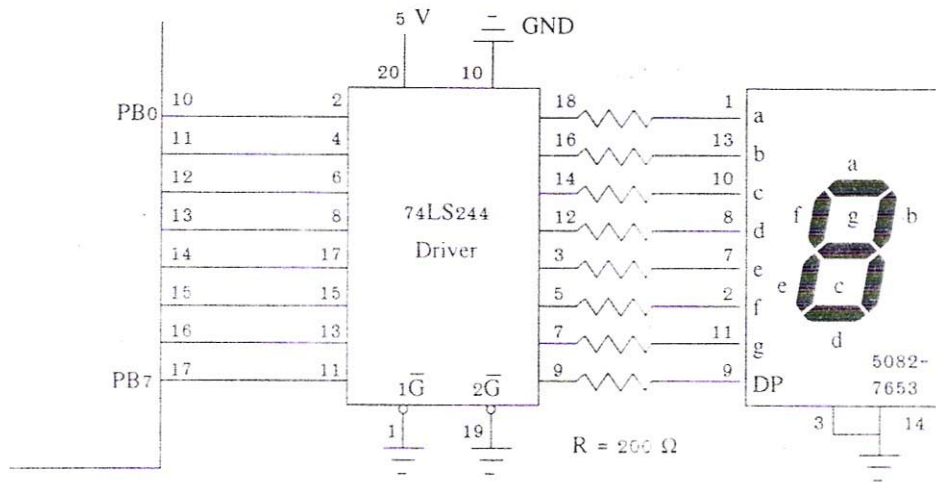 5 V
GND
20 10
PB0 10 2 18 1 a
11 4 16 13 b
12 6 14 10 c
13 8 12 8 d
14 17 3 7 e
15 15 5 2 f
16 13 7 11 g
PB7 17 11 9 9 DP
74LS244
Driver
1G̅ 2G̅
1 19
R = 200 Ω
a
f g b
e c
d
5082-
7653
3 14